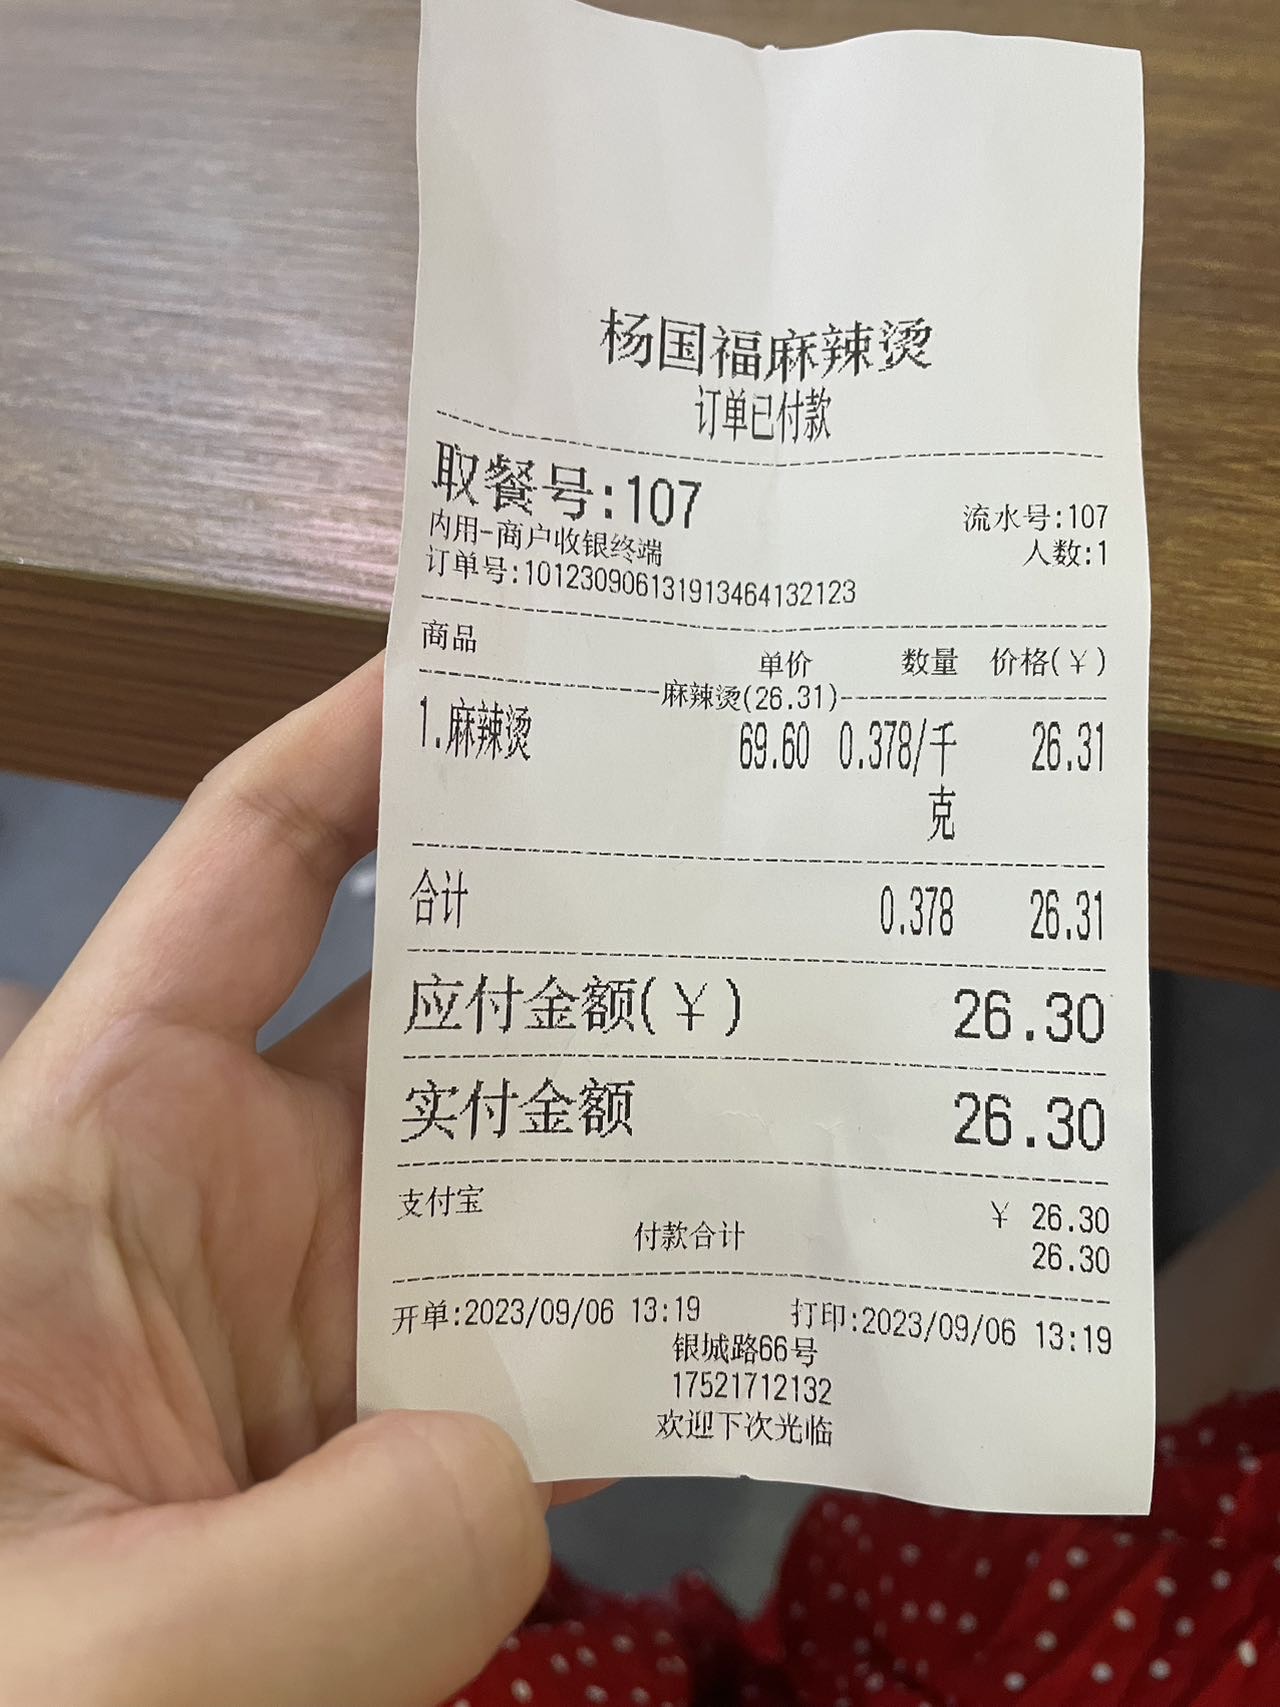 杨国福麻辣烫
订单已付款
取餐号:107
流水号:107
内用-商户收银终端
人数:1
订单号:101230906131913464132123
商品 单价 数量 价格(¥)
麻辣烫(26.31)
1.麻辣烫 69.60 0.378/千克 26.31
合计 0.378 26.31
应付金额(¥) 26.30
实付金额 26.30
支付宝 ¥ 26.30
付款合计 26.30
开单:2023/09/06 13:19 打印:2023/09/06 13:19
银城路66号
17521712132
欢迎下次光临